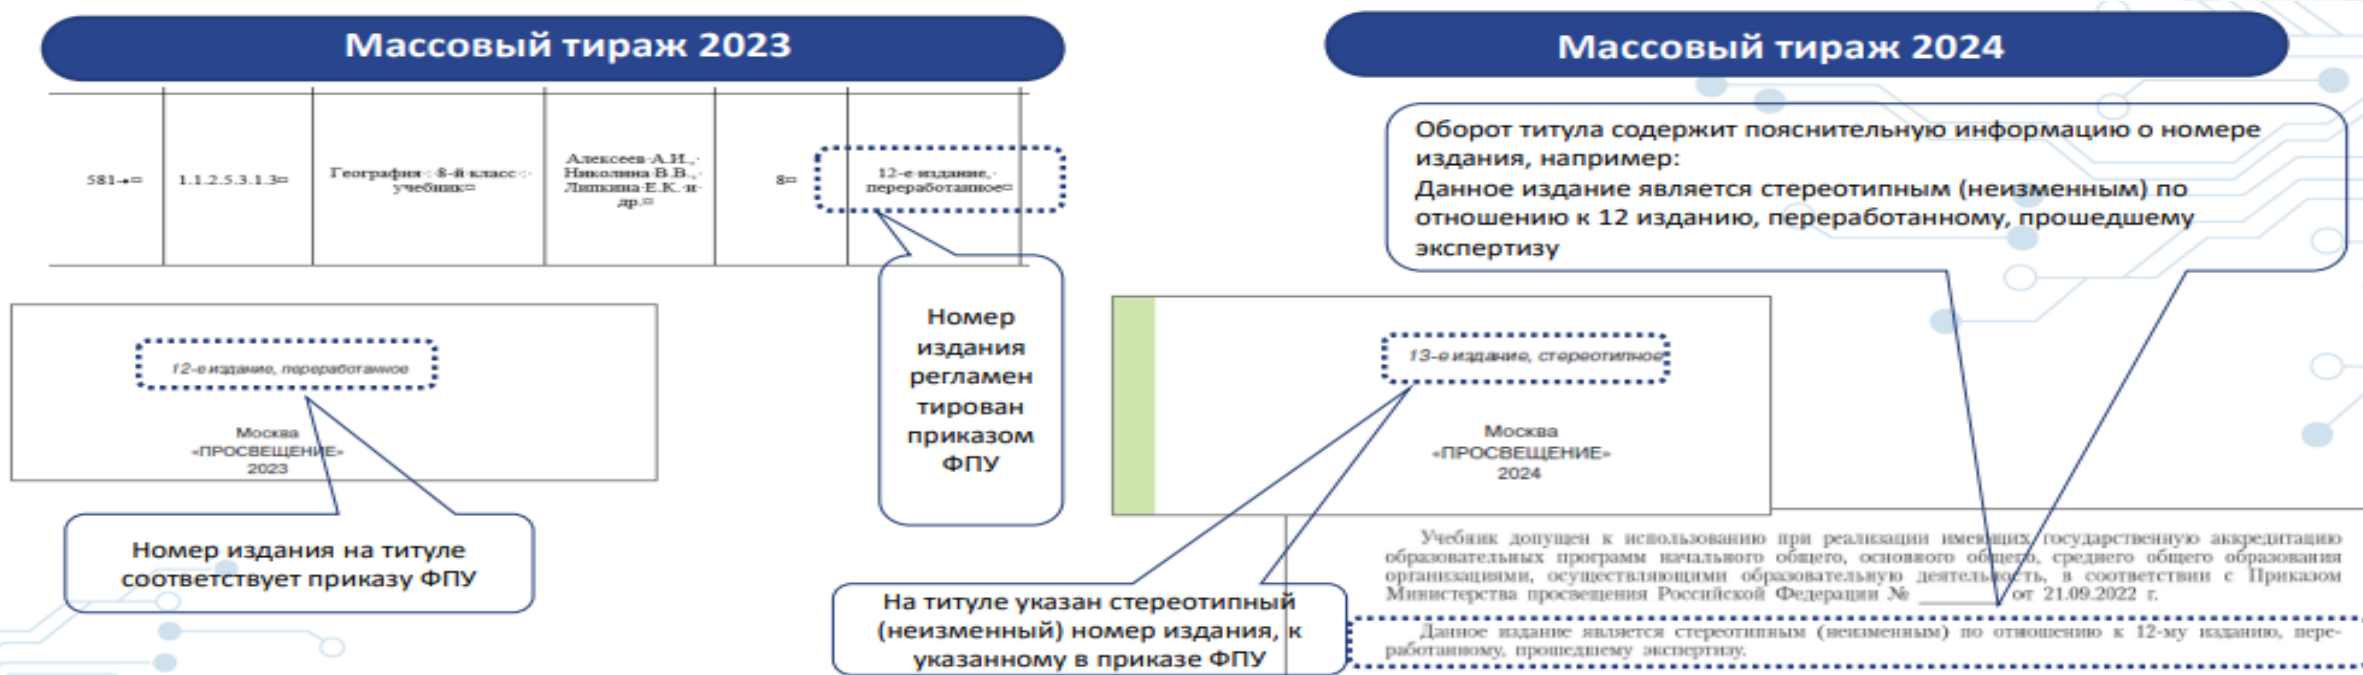 Массовый тираж 2023
581
1.1.2.5.3.1.3
География : 8-й класс :
учебник
Алексеев А.И.,
Николина В.В.,
Липкина Е.К. и
др.
8
12-е издание,
переработанное
Номер
издания
регламен
тирован
приказом
ФПУ
12-е издание, переработанное
Москва
«ПРОСВЕЩЕНИЕ»
2023
Номер издания на титуле
соответствует приказу ФПУ
Массовый тираж 2024
Оборот титула содержит пояснительную информацию о номере
издания, например:
Данное издание является стереотипным (неизменным) по
отношению к 12 изданию, переработанному, прошедшему
экспертизу
13-е издание, стереотипное
Москва
«ПРОСВЕЩЕНИЕ»
2024
На титуле указан стереотипный
(неизменный) номер издания, к
указанному в приказе ФПУ
Учебник допущен к использованию при реализации имеющих государственную аккредитацию
образовательных программ начального общего, основного общего, среднего общего образования
организациями, осуществляющими образовательную деятельность, в соответствии с Приказом
Министерства просвещения Российской Федерации № ________ от 21.09.2022 г.
Данное издание является стереотипным (неизменным) по отношению к 12-му изданию, пере-
работанному, прошедшему экспертизу.